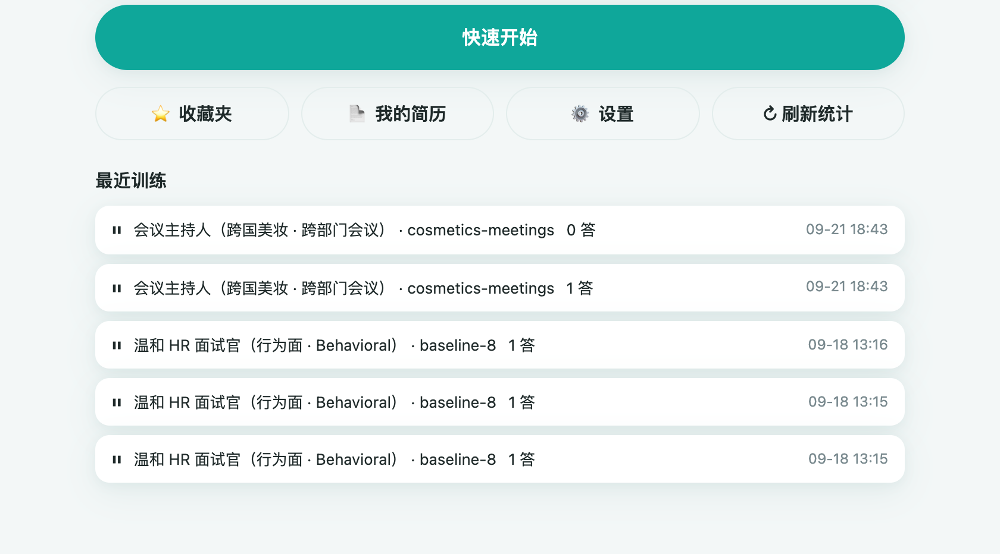 快速开始
⭐ 收藏夹
📄 我的简历
⚙️ 设置
↻ 刷新统计
最近训练
⏸ 会议主持人（跨国美妆 · 跨部门会议） · cosmetics-meetings 0 答 09-21 18:43
⏸ 会议主持人（跨国美妆 · 跨部门会议） · cosmetics-meetings 1 答 09-21 18:43
⏸ 温和 HR 面试官（行为面 · Behavioral） · baseline-8 1 答 09-18 13:16
⏸ 温和 HR 面试官（行为面 · Behavioral） · baseline-8 1 答 09-18 13:15
⏸ 温和 HR 面试官（行为面 · Behavioral） · baseline-8 1 答 09-18 13:15